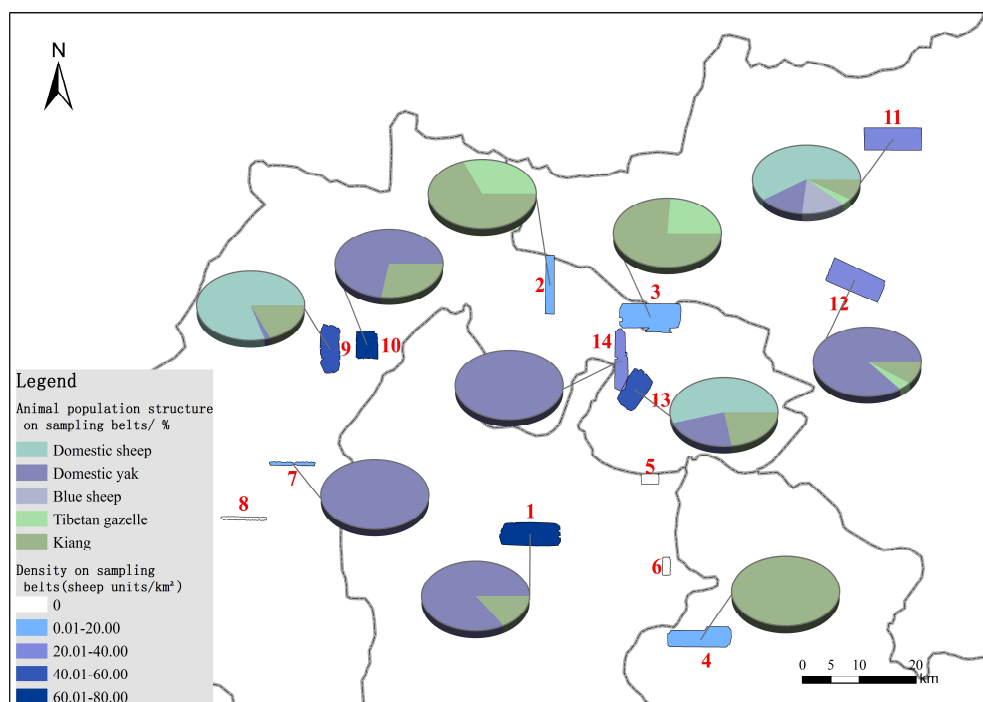 N
11
2
3
12
14
9
10
13
Legend
Animal population structure
on sampling belts/ %
Domestic sheep
Domestic yak
Blue sheep
Tibetan gazelle
Kiang
Density on sampling
belts(sheep units/km²)
0
0.01-20.00
20.01-40.00
40.01-60.00
60.01-80.00
7
8
5
1
6
4
0 5 10 20
km